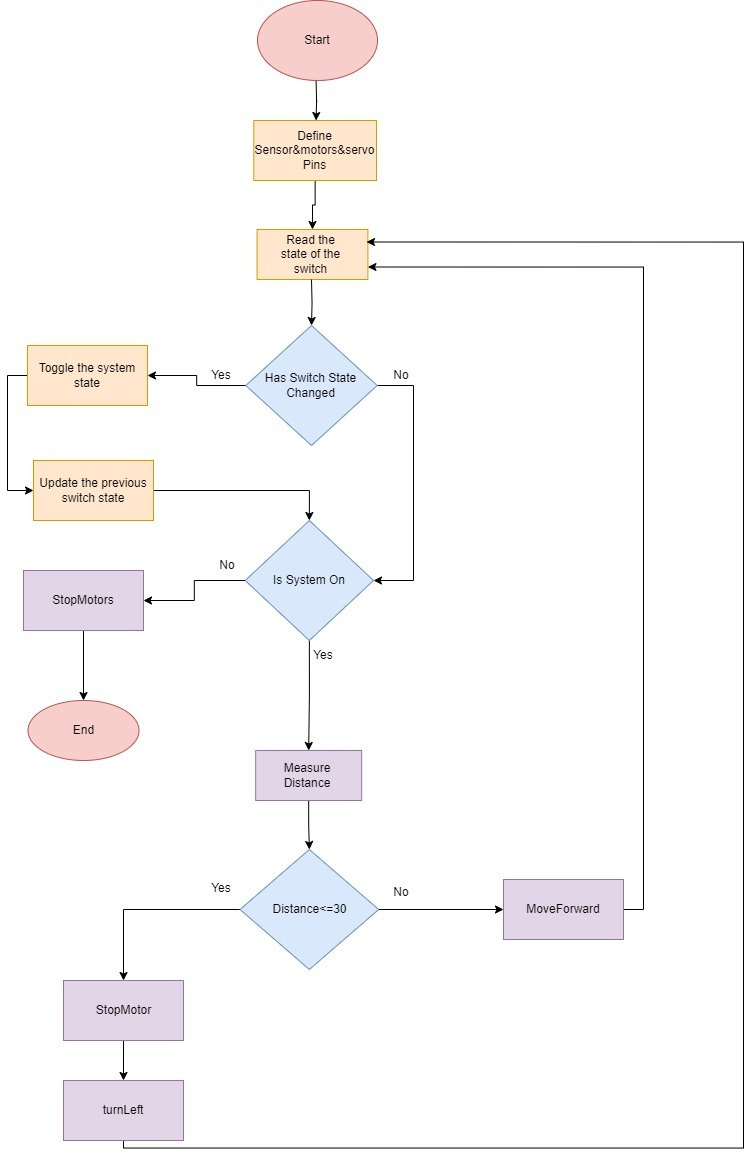 Start
Define
Sensor&motors&servo
Pins
Read the
state of the
switch
Has Switch State
Changed
Yes
No
Toggle the system
state
Update the previous
switch state
Is System On
No
Yes
StopMotors
End
Measure
Distance
Distance<=30
Yes
No
MoveForward
StopMotor
turnLeft